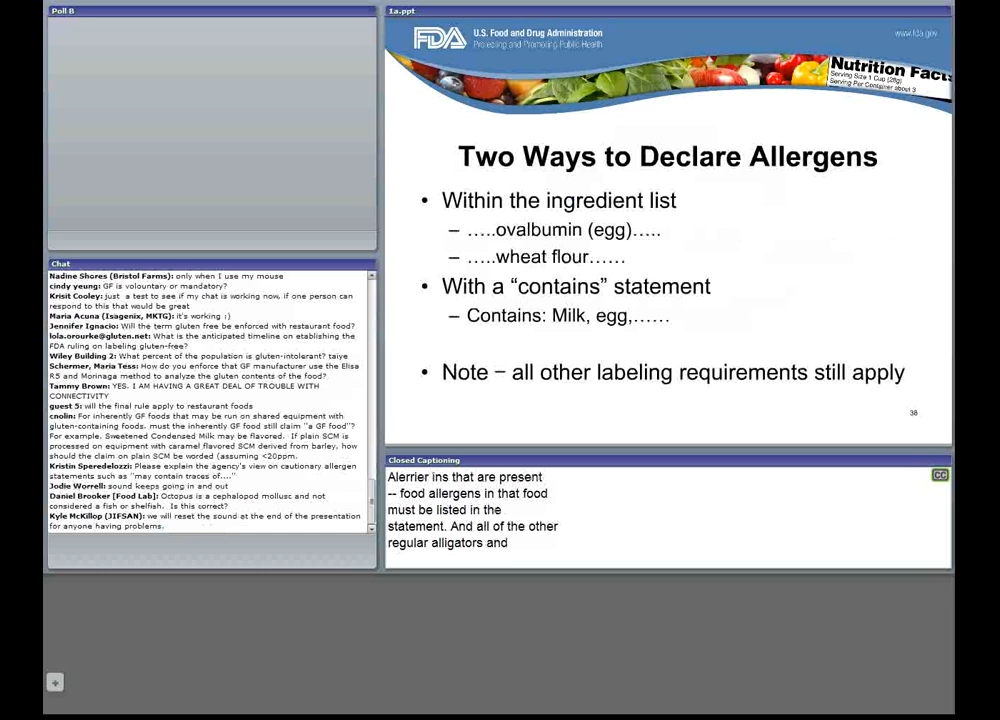 Poll B
Chat
Nadine Shores (Bristol Farms): only when I use my mouse
cindy yeung: GF is voluntary or mandatory?
Krisit Cooley: just a test to see if my chat is working now, if one person can
respond to this that would be great
Maria Acuna (Isagenix, MKTG): it's working :)
Jennifer Ignacio: Will the term gluten free be enforced with restaurant food?
lola.orourke@gluten.net: What is the anticipated timeline on etablishing the
FDA ruling on labeling gluten-free?
Wiley Building 2: What percent of the population is gluten-intolerant? taiye
Schermer, Maria Tess: How do you enforce that GF manufacturer use the Elisa
R5 and Morinaga method to analyze the gluten contents of the food?
Tammy Brown: YES. I AM HAVING A GREAT DEAL OF TROUBLE WITH
CONNECTIVITY
guest 5: will the final rule apply to restaurant foods
cnolin: For inherently GF foods that may be run on shared equipment with
gluten-containing foods. must the inherently GF food still claim "a GF food"?
For example, Sweetened Condensed Milk may be flavored. If plain SCM is
processed on equipment with caramel flavored SCM derived from barley, how
should the claim on plain SCM be worded (assuming <20ppm.
Kristin Speredelozzi: Please explain the agency's view on cautionary allergen
statements such as "may contain traces of...."
Jodie Worrell: sound keeps going in and out
Daniel Brooker [Food Lab]: Octopus is a cephalopod mollusc and not
considered a fish or shelfish. Is this correct?
Kyle McKillop (JIFSAN): we will reset the sound at the end of the presentation
for anyone having problems.
1a.ppt
FDA U.S. Food and Drug Administration
Protecting and Promoting Public Health
www.fda.gov
Nutrition Facts
Serving Size 1 Cup (28g)
Serving Per Container about 3
Two Ways to Declare Allergens
• Within the ingredient list
– …..ovalbumin (egg)…..
– …..wheat flour……
• With a “contains” statement
– Contains: Milk, egg,……
• Note – all other labeling requirements still apply
38
Closed Captioning
CC
Alerrier ins that are present
-- food allergens in that food
must be listed in the
statement. And all of the other
regular alligators and